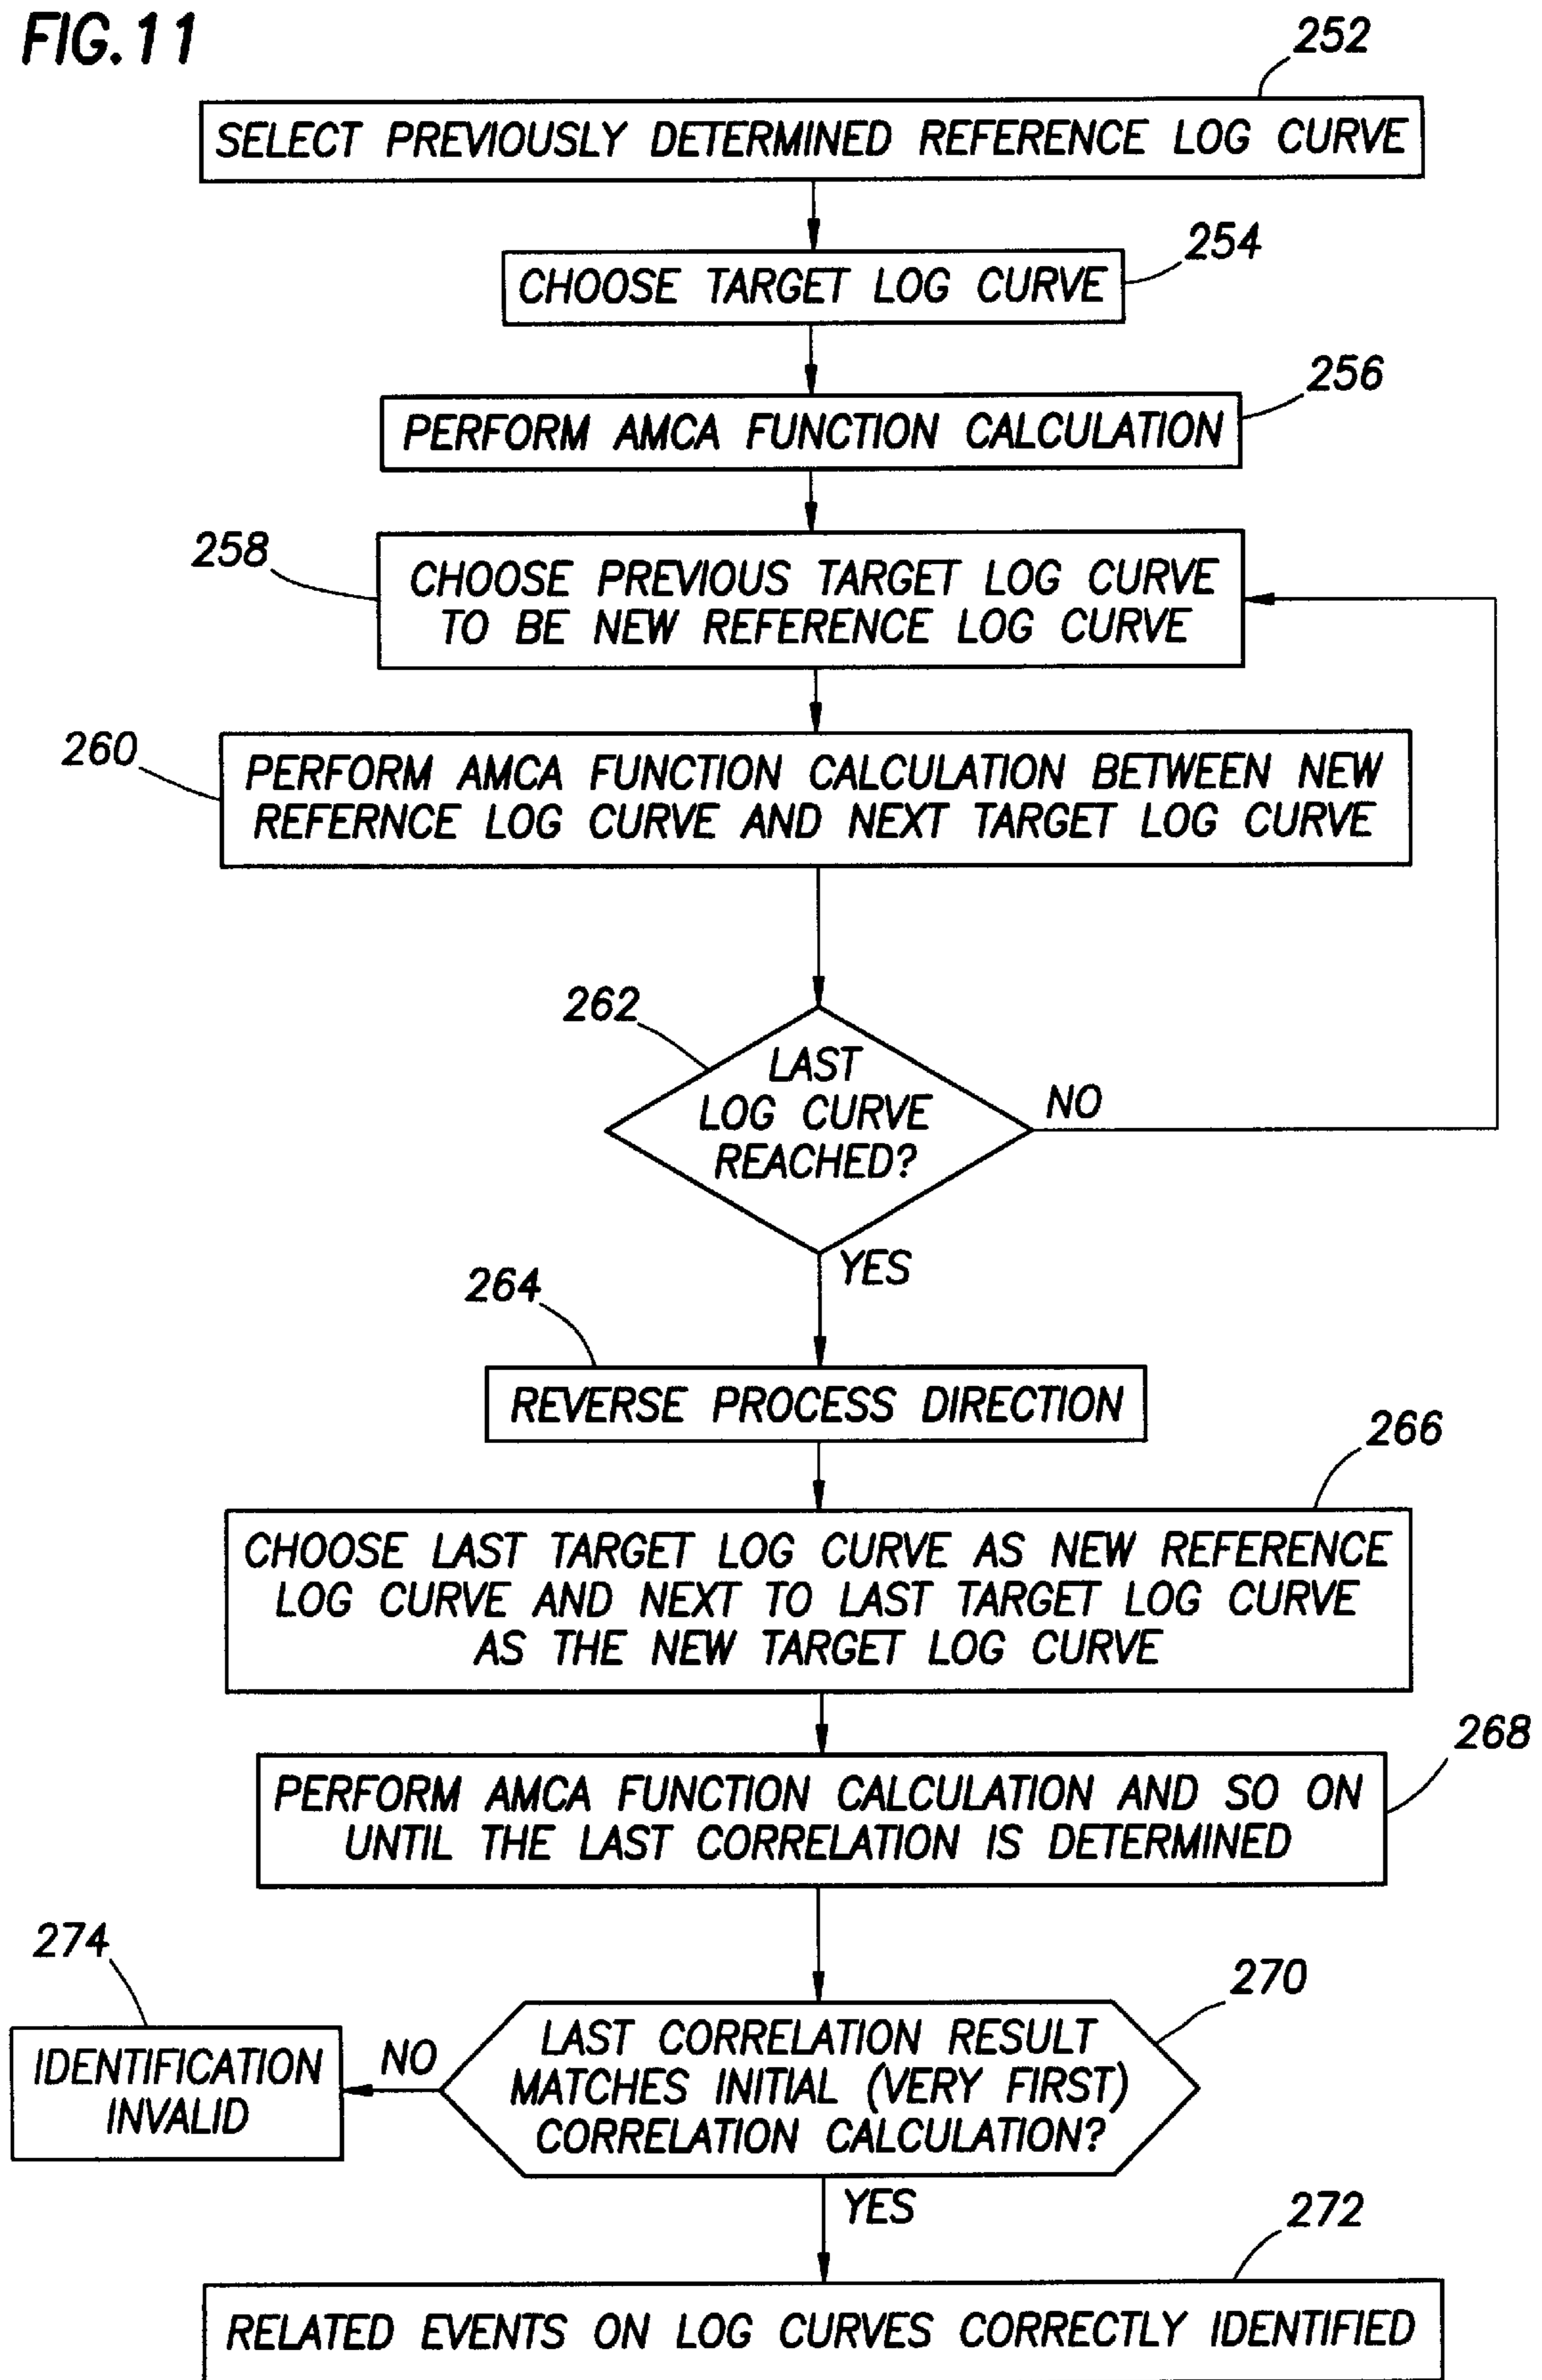 FIG.11
252
SELECT PREVIOUSLY DETERMINED REFERENCE LOG CURVE
254
CHOOSE TARGET LOG CURVE
256
PERFORM AMCA FUNCTION CALCULATION
258
CHOOSE PREVIOUS TARGET LOG CURVE
TO BE NEW REFERENCE LOG CURVE
260
PERFORM AMCA FUNCTION CALCULATION BETWEEN NEW
REFERNCE LOG CURVE AND NEXT TARGET LOG CURVE
262
LAST
LOG CURVE
REACHED?
NO
YES
264
REVERSE PROCESS DIRECTION
266
CHOOSE LAST TARGET LOG CURVE AS NEW REFERENCE
LOG CURVE AND NEXT TO LAST TARGET LOG CURVE
AS THE NEW TARGET LOG CURVE
268
PERFORM AMCA FUNCTION CALCULATION AND SO ON
UNTIL THE LAST CORRELATION IS DETERMINED
270
LAST CORRELATION RESULT
MATCHES INITIAL (VERY FIRST)
CORRELATION CALCULATION?
NO
274
IDENTIFICATION
INVALID
YES
272
RELATED EVENTS ON LOG CURVES CORRECTLY IDENTIFIED